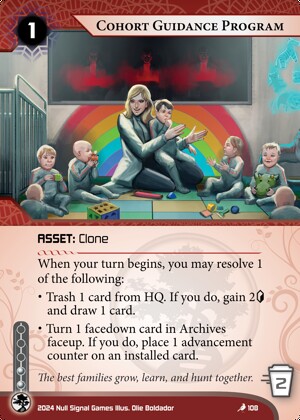 1
COHORT GUIDANCE PROGRAM
ASSET: Clone
When your turn begins, you may resolve 1
of the following:
• Trash 1 card from HQ. If you do, gain 2
and draw 1 card.
• Turn 1 facedown card in Archives
faceup. If you do, place 1 advancement
counter on an installed card.
The best families grow, learn, and hunt together.
2
2024 Null Signal Games Illus. Olie Boldador
108